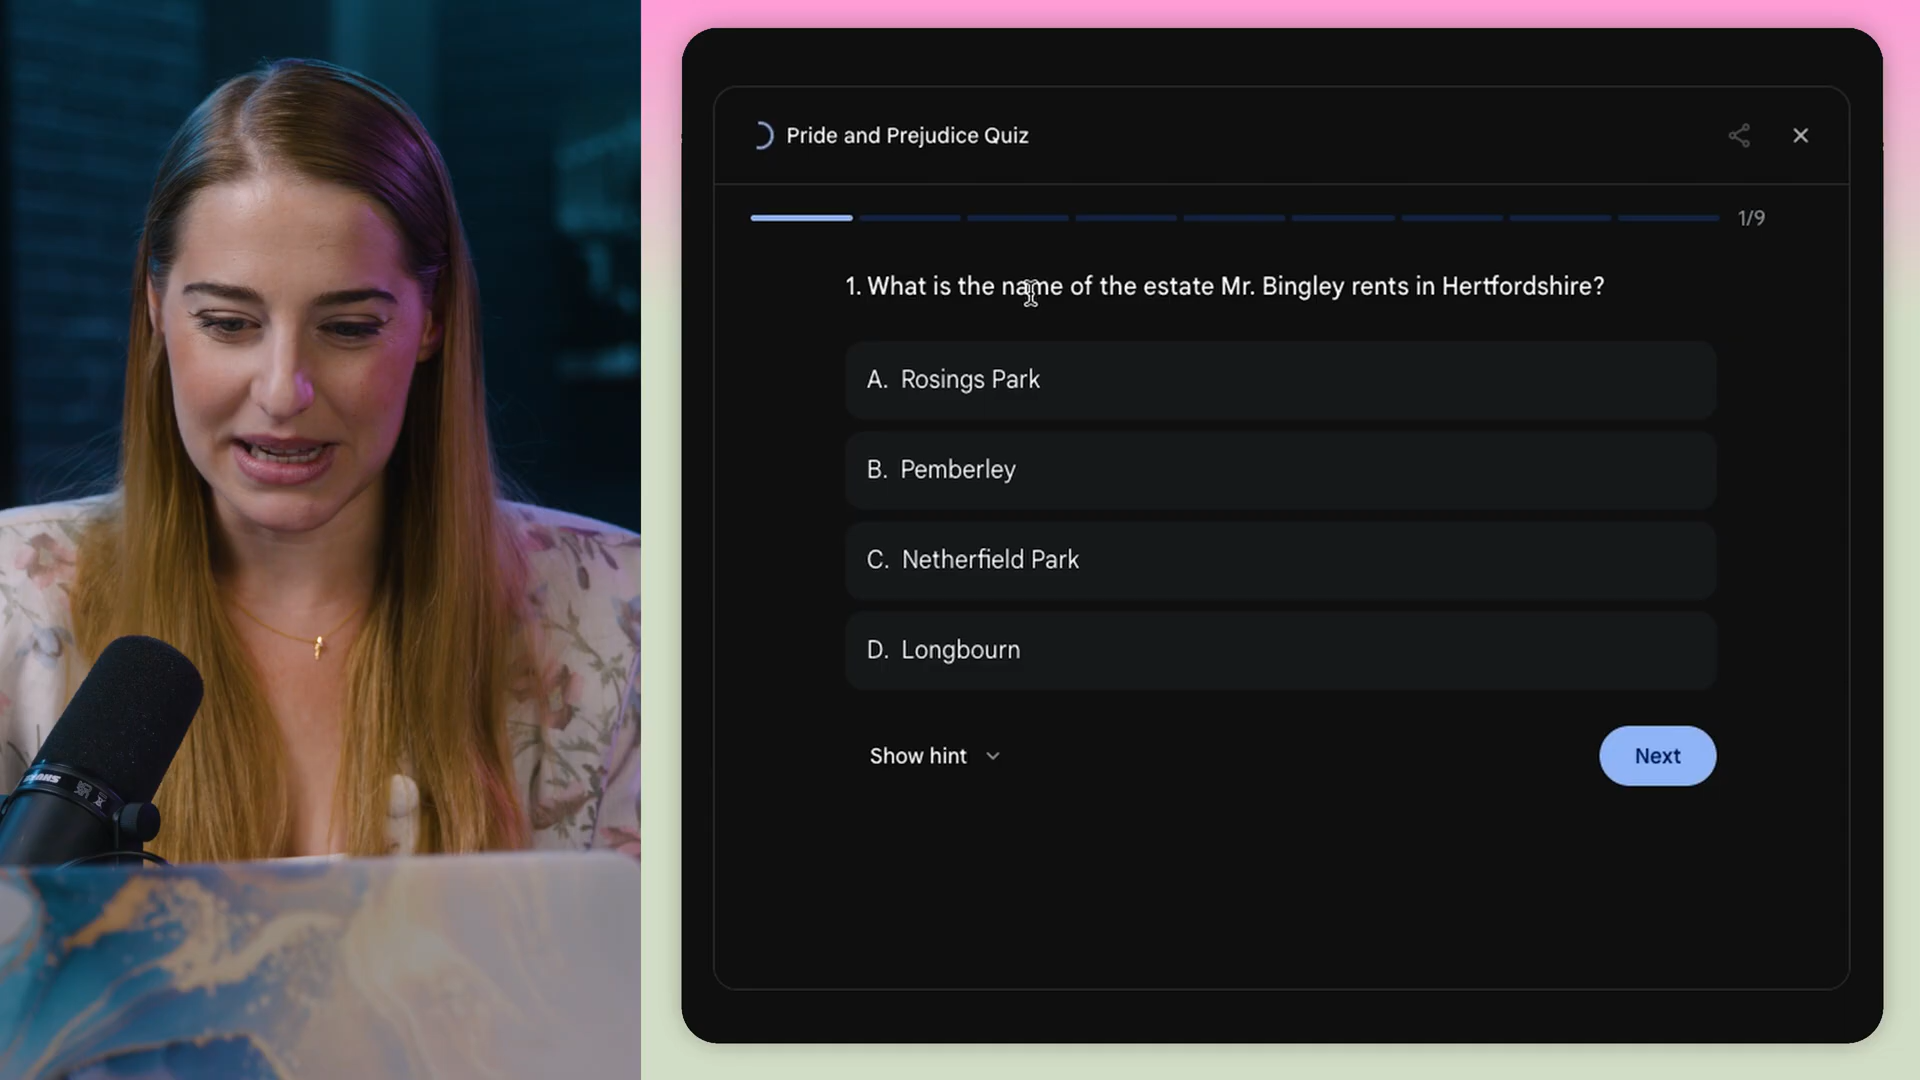 Pride and Prejudice Quiz
1/9
1. What is the name of the estate Mr. Bingley rents in Hertfordshire?
A. Rosings Park
B. Pemberley
C. Netherfield Park
D. Longbourn
Show hint
Next
SHURE